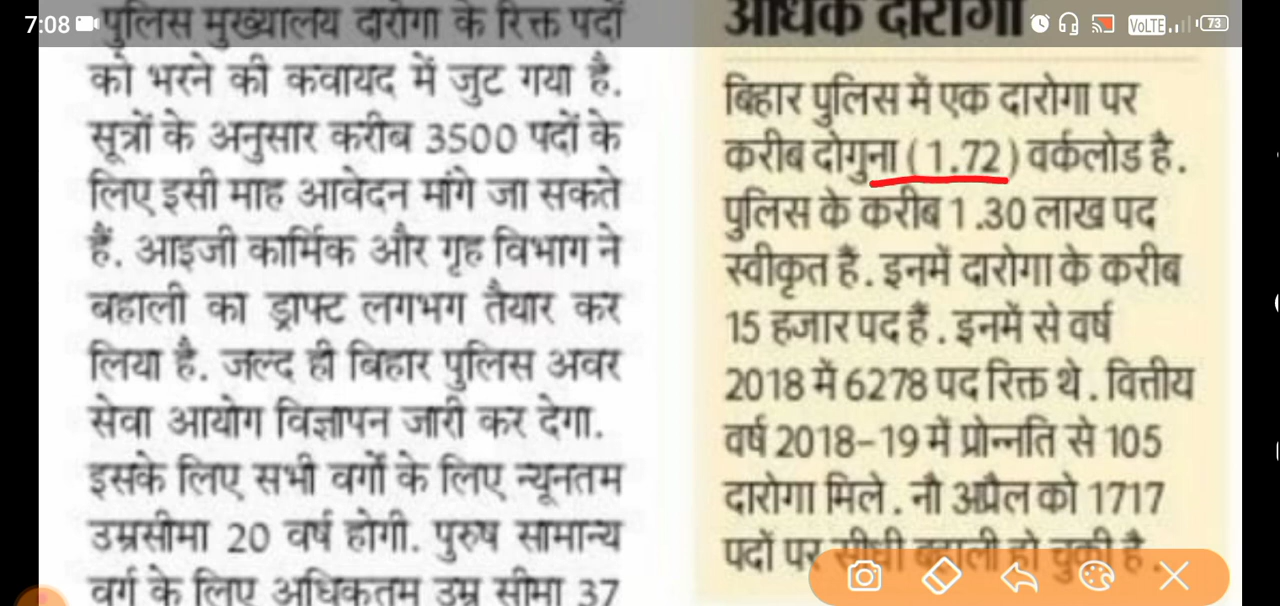 7:08
VoLTE 73
पुलिस मुख्यालय दारोगा के रिक्त पदों
को भरने की कवायद में जुट गया है.
सूत्रों के अनुसार करीब 3500 पदों के
लिए इसी माह आवेदन मांगे जा सकते
हैं. आइजी कार्मिक और गृह विभाग ने
बहाली का ड्राफ्ट लगभग तैयार कर
लिया है. जल्द ही बिहार पुलिस अवर
सेवा आयोग विज्ञापन जारी कर देगा.
इसके लिए सभी वर्गों के लिए न्यूनतम
उम्रसीमा 20 वर्ष होगी. पुरुष सामान्य
वर्ग के लिए अधिकतम उम्र सीमा 37
अधिक दारोगा
बिहार पुलिस में एक दारोगा पर
करीब दोगुना (1.72) वर्कलोड है.
पुलिस के करीब 1.30 लाख पद
स्वीकृत हैं. इनमें दारोगा के करीब
15 हजार पद हैं. इनमें से वर्ष
2018 में 6278 पद रिक्त थे. वित्तीय
वर्ष 2018-19 में प्रोन्नति से 105
दारोगा मिले. नौ अप्रैल को 1717
पदों पर सीधी बहाली हो चुकी है.